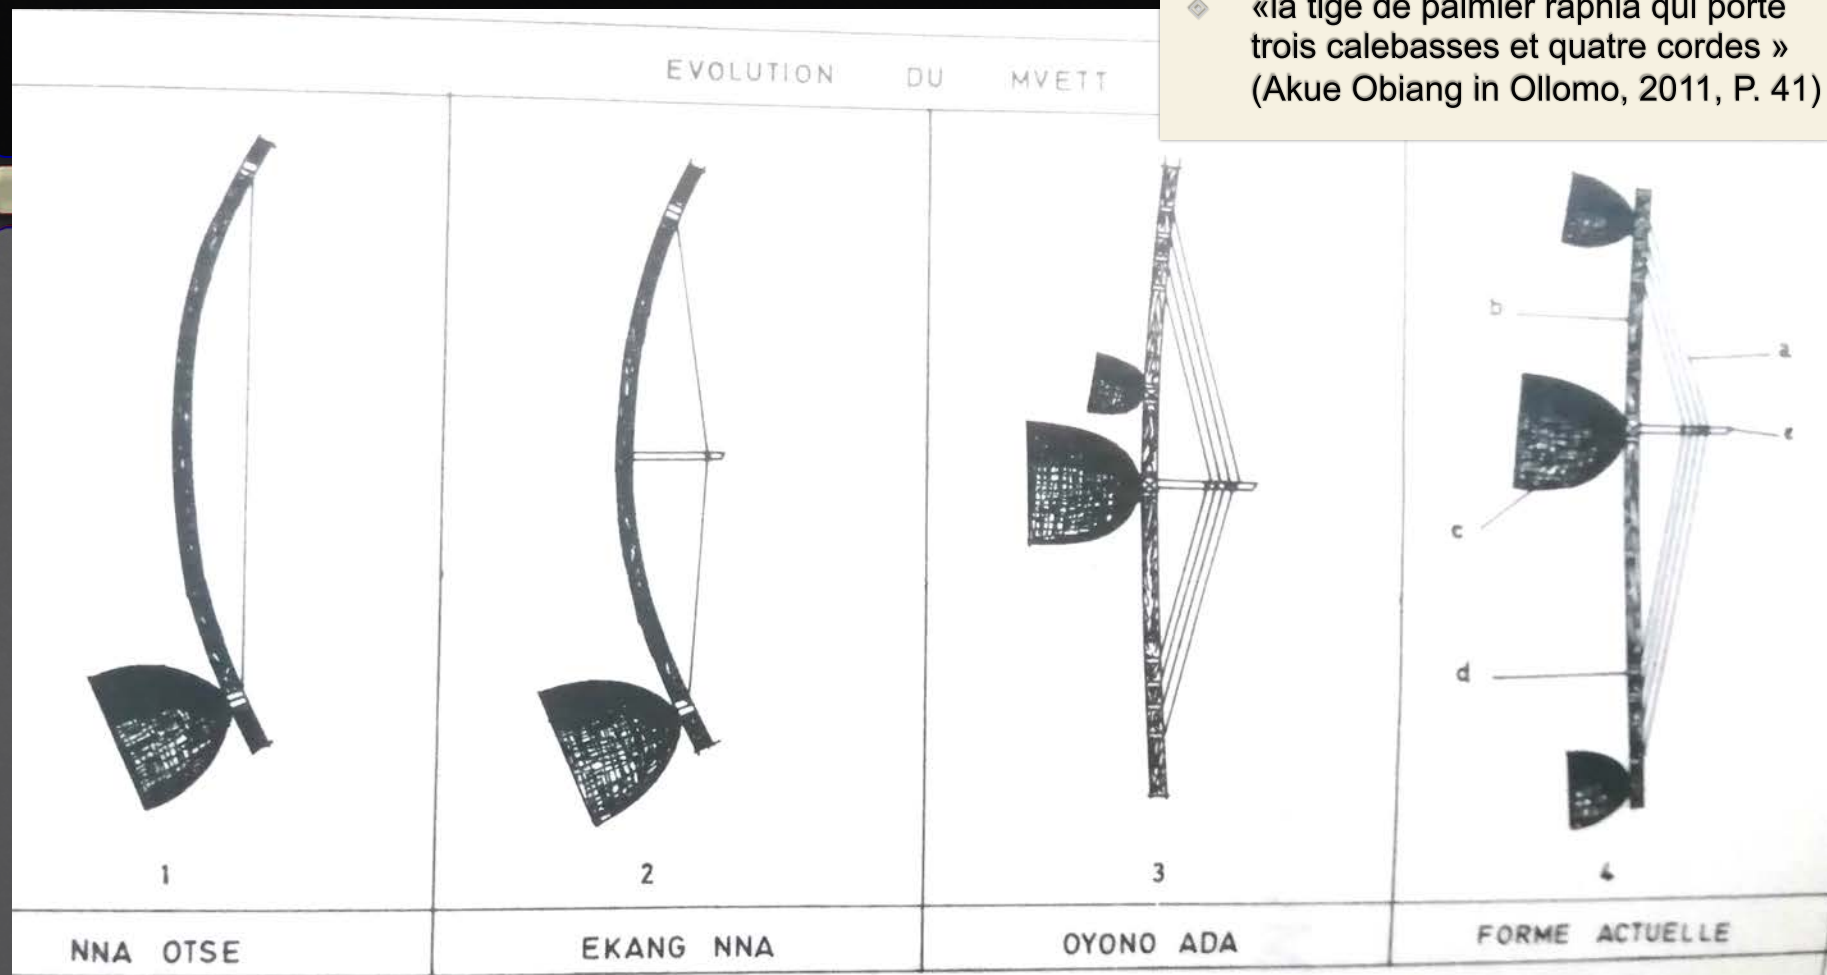 «la tige de palmier raphia qui porte
trois calebasses et quatre cordes »
(Akue Obiang in Ollomo, 2011, P. 41)
EVOLUTION DU MVETT
b
a
e
c
d
1
2
3
4
NNA OTSE
EKANG NNA
OYONO ADA
FORME ACTUELLE